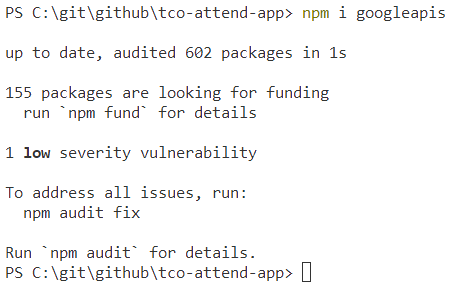 PS C:\git\github\tco-attend-app> npm i googleapis
up to date, audited 602 packages in 1s
155 packages are looking for funding
  run `npm fund` for details
1 low severity vulnerability
To address all issues, run:
  npm audit fix
Run `npm audit` for details.
PS C:\git\github\tco-attend-app>